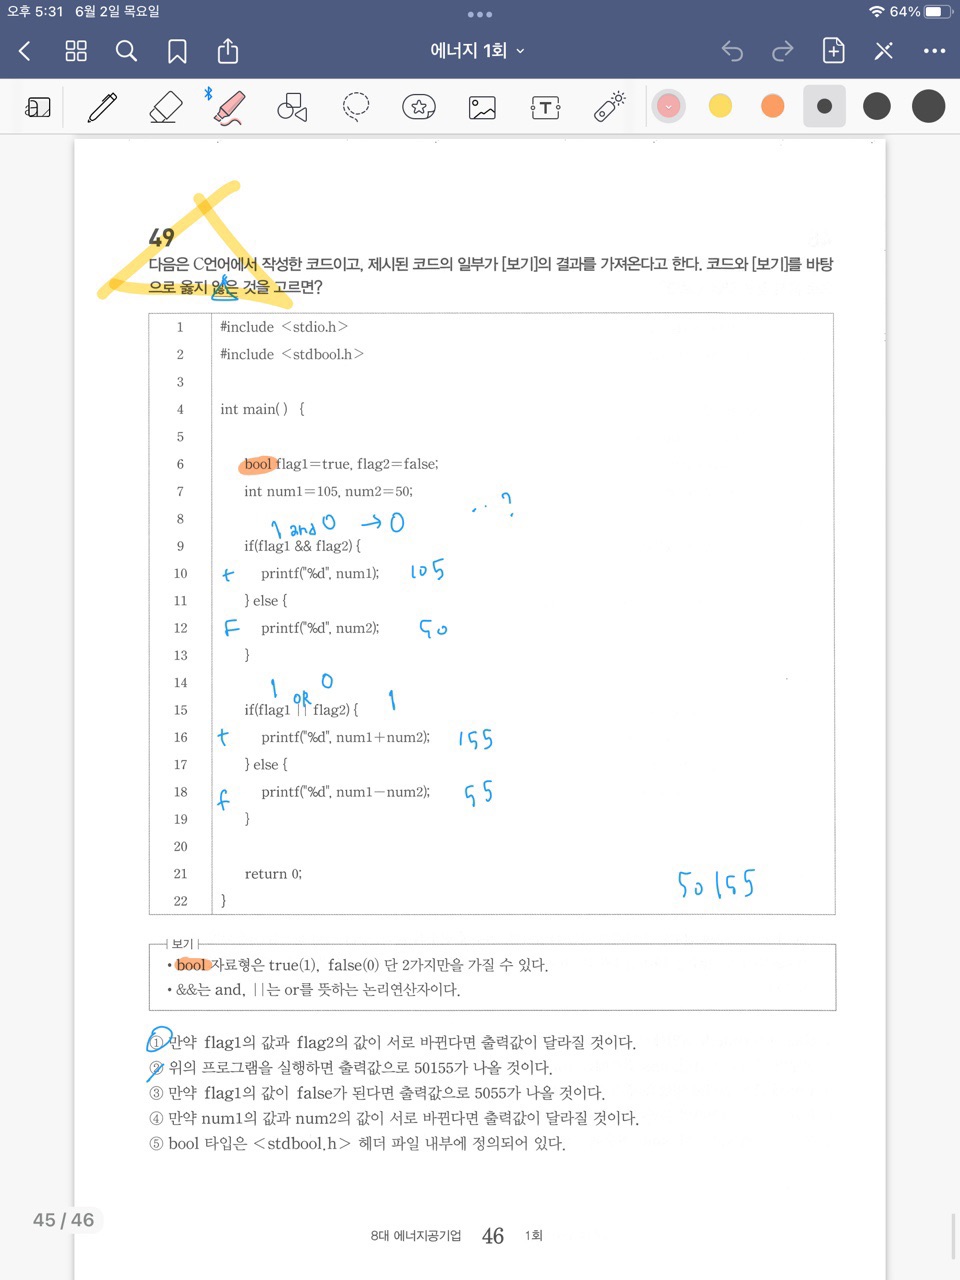 오후 5:31 6월 2일 목요일 64%
에너지 1회
49
다음은 C언어에서 작성한 코드이고, 제시된 코드의 일부가 [보기]의 결과를 가져온다고 한다. 코드와 [보기]를 바탕
으로 옳지 않은 것을 고르면?
1 #include <stdio.h>
2 #include <stdbool.h>
3
4 int main( ) {
5
6 bool flag1=true, flag2=false;
7 int num1=105, num2=50;
8 ..?
1 and 0 → 0
9 if(flag1 && flag2) {
10 t printf("%d", num1); 105
11 } else {
12 F printf("%d", num2); 50
13 }
14 1 OR 0 1
15 if(flag1 || flag2) {
16 t printf("%d", num1+num2); 155
17 } else {
18 f printf("%d", num1-num2); 55
19 }
20
21 return 0; 50155
22 }
보기
• bool 자료형은 true(1), false(0) 단 2가지만을 가질 수 있다.
• &&는 and, ||는 or를 뜻하는 논리연산자이다.
① 만약 flag1의 값과 flag2의 값이 서로 바뀐다면 출력값이 달라질 것이다.
② 위의 프로그램을 실행하면 출력값으로 50155가 나올 것이다.
③ 만약 flag1의 값이 false가 된다면 출력값으로 5055가 나올 것이다.
④ 만약 num1의 값과 num2의 값이 서로 바뀐다면 출력값이 달라질 것이다.
⑤ bool 타입은 <stdbool.h> 헤더 파일 내부에 정의되어 있다.
45 / 46
8대 에너지공기업 46 1회